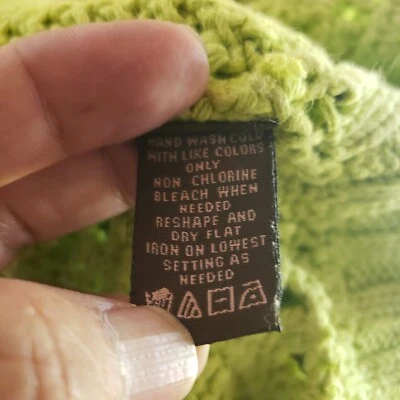 HAND WASH COLD
WITH LIKE COLORS
ONLY
NON CHLORINE
BLEACH WHEN
NEEDED
RESHAPE AND
DRY FLAT
IRON ON LOWEST
SETTING AS
NEEDED